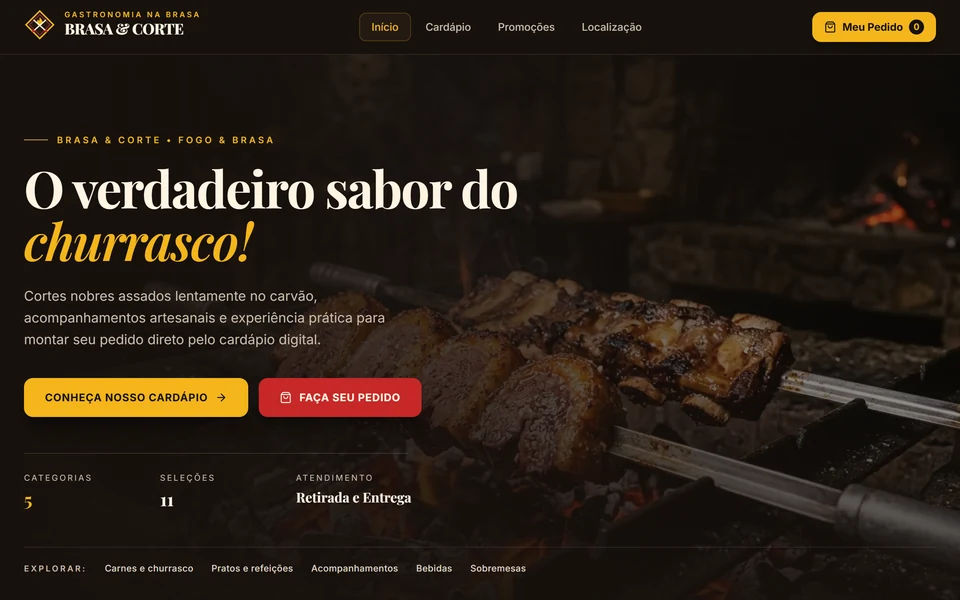 GASTRONOMIA NA BRASA
BRASA & CORTE
Início
Cardápio
Promoções
Localização
Meu Pedido 0
BRASA & CORTE • FOGO & BRASA
O verdadeiro sabor do
churrasco!
Cortes nobres assados lentamente no carvão,
acompanhamentos artesanais e experiência prática para
montar seu pedido direto pelo cardápio digital.
CONHEÇA NOSSO CARDÁPIO →
FAÇA SEU PEDIDO
CATEGORIAS
5
SELEÇÕES
11
ATENDIMENTO
Retirada e Entrega
EXPLORAR:
Carnes e churrasco
Pratos e refeições
Acompanhamentos
Bebidas
Sobremesas